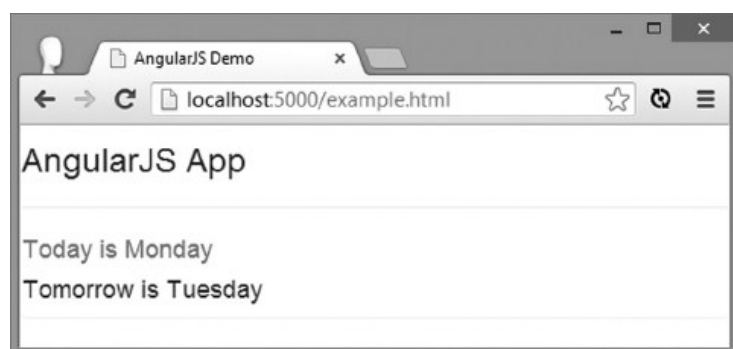 AngularJS Demo
localhost:5000/example.html
AngularJS App
Today is Monday
Tomorrow is Tuesday